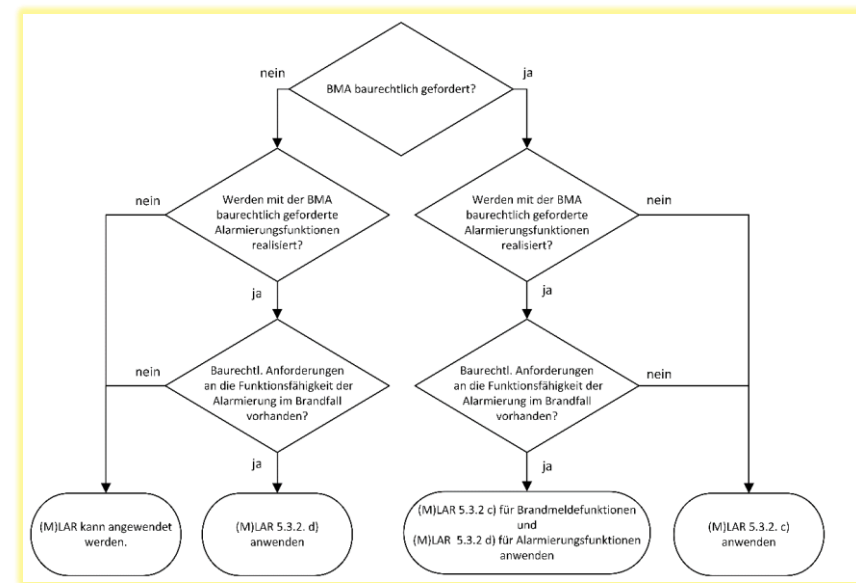 nein
ja
BMA baurechtlich gefordert?
nein
Werden mit der BMA
baurechtlich geforderte
Alarmierungsfunktionen
realisiert?
Werden mit der BMA
baurechtlich geforderte
Alarmierungsfunktionen
realisiert?
nein
ja
ja
nein
Baurechtl. Anforderungen
an die Funktionsfähigkeit der
Alarmierung im Brandfall
vorhanden?
Baurechtl. Anforderungen
an die Funktionsfähigkeit der
Alarmierung im Brandfall
vorhanden?
nein
ja
ja
(M)LAR kann angewendet
werden.
(M)LAR 5.3.2. d)
anwenden
(M)LAR 5.3.2 c) für Brandmeldefunktionen
und
(M)LAR 5.3.2 d) für Alarmierungsfunktionen
anwenden
(M)LAR 5.3.2. c)
anwenden